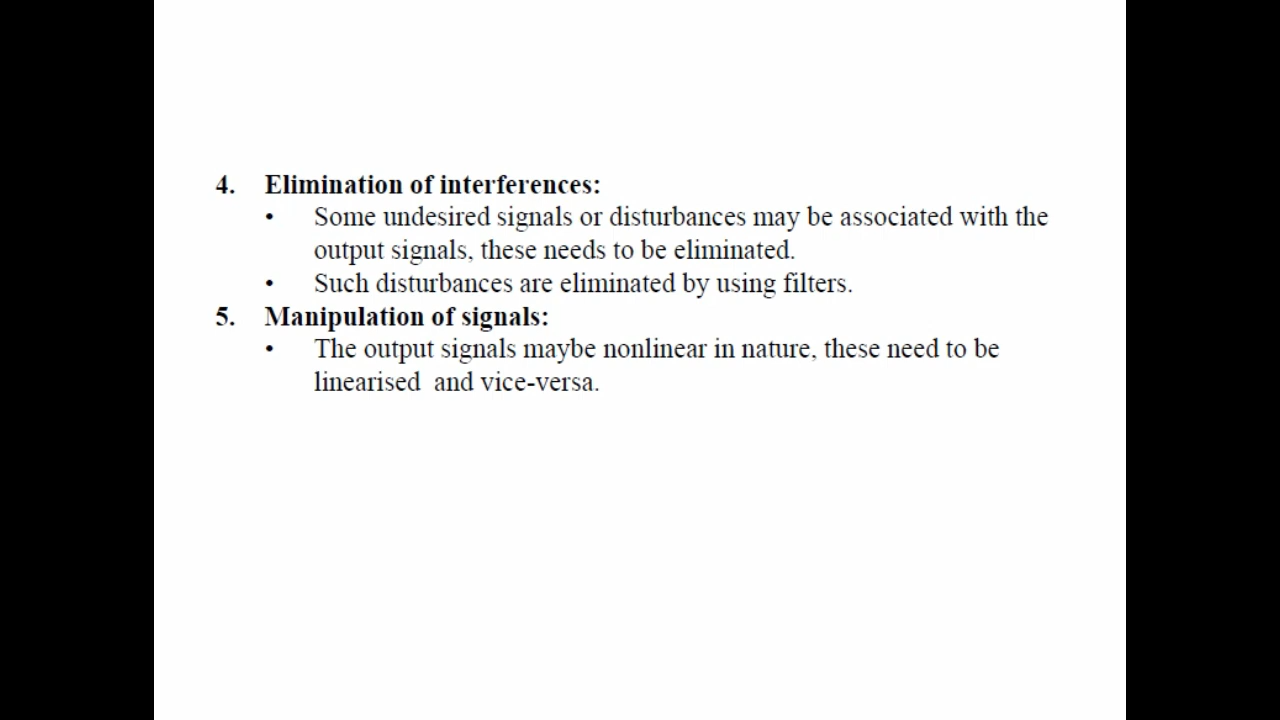 4. Elimination of interferences:
• Some undesired signals or disturbances may be associated with the
output signals, these needs to be eliminated.
• Such disturbances are eliminated by using filters.
5. Manipulation of signals:
• The output signals maybe nonlinear in nature, these need to be
linearised  and vice-versa.